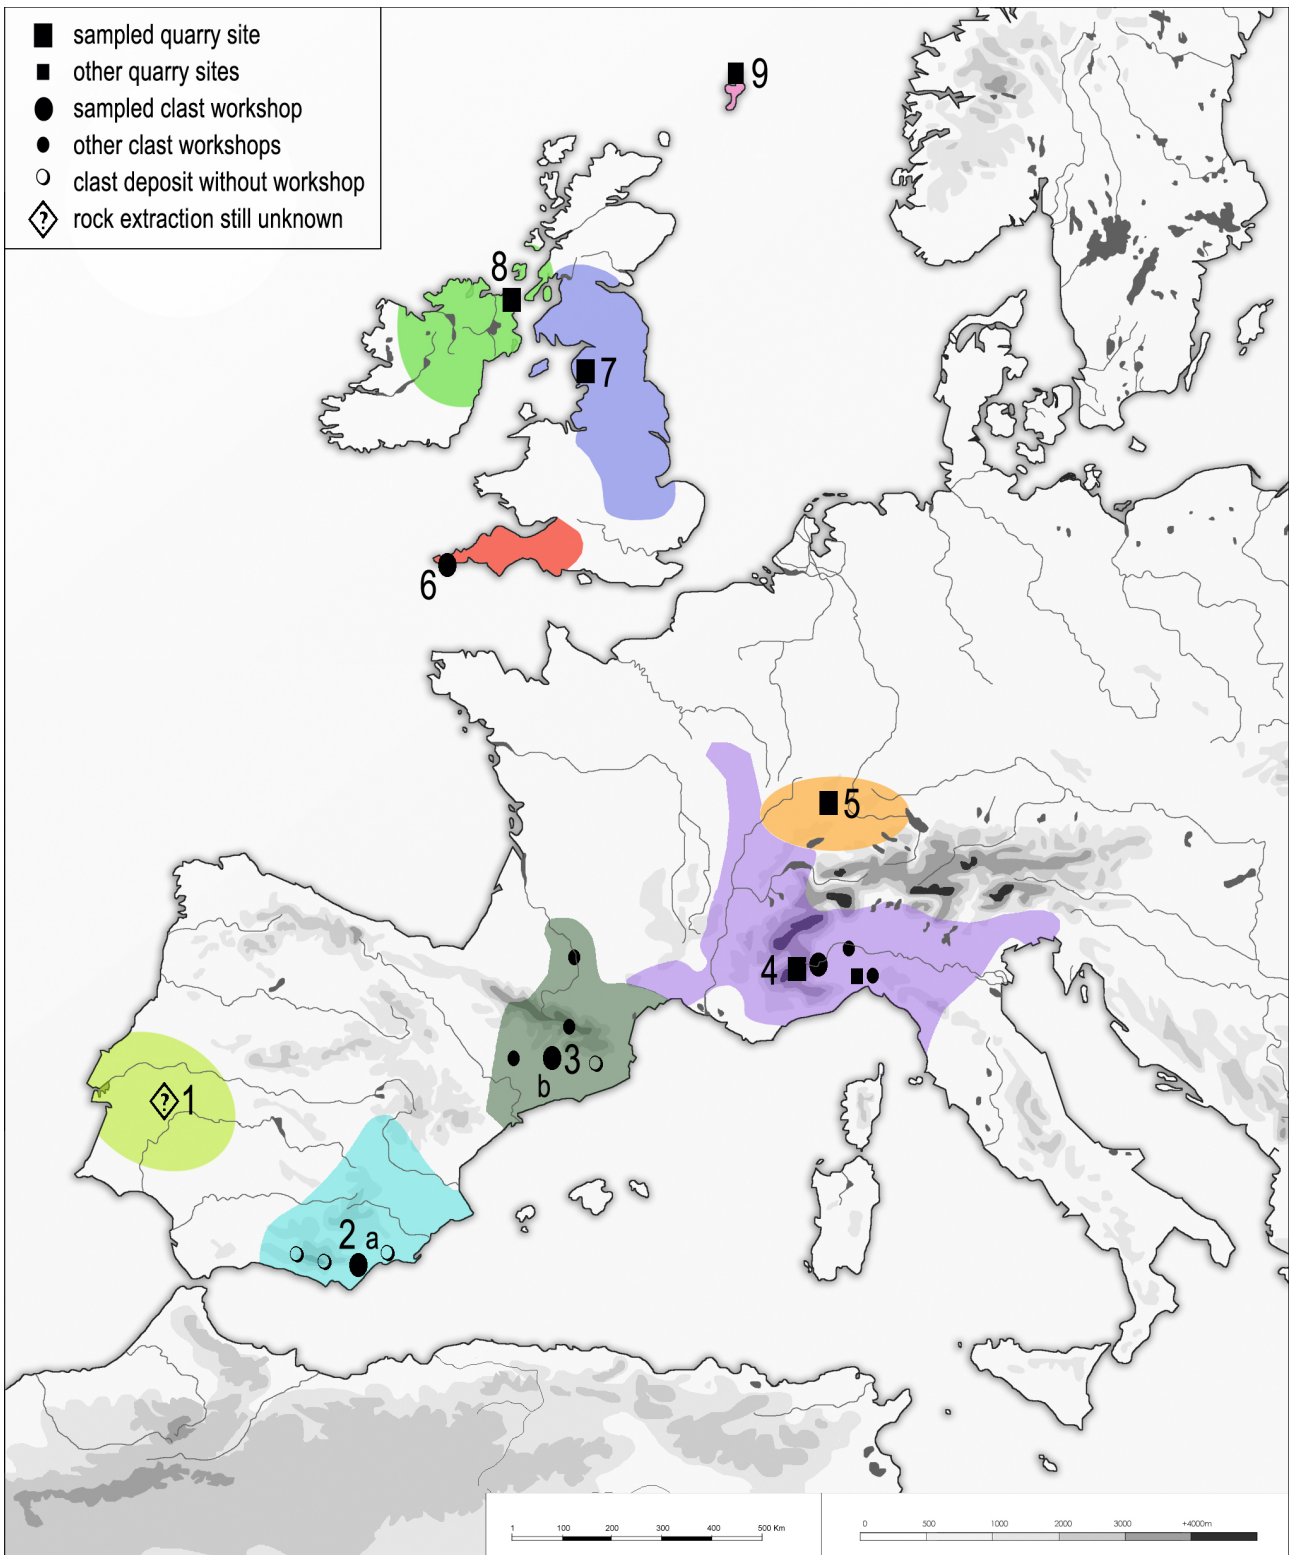 sampled quarry site
other quarry sites
sampled clast workshop
other clast workshops
clast deposit without workshop
? rock extraction still unknown
9
8
7
6
5
4
3
b
? 1
2 a
1 100 200 300 400 500 Km
0 500 1000 2000 3000 +4000m